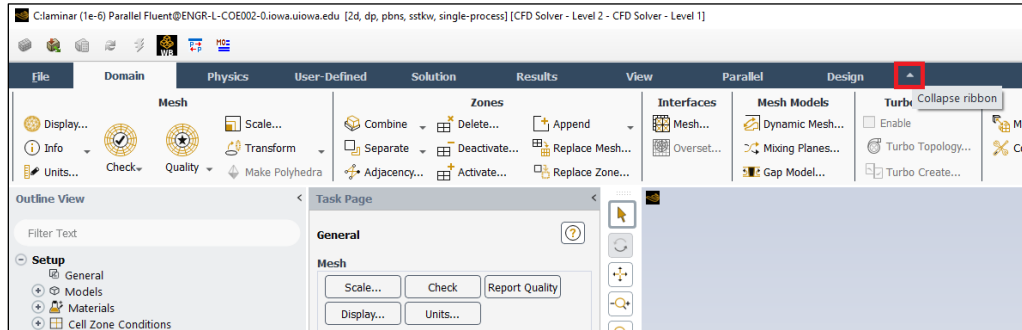 C:laminar (1e-6) Parallel Fluent@ENGR-L-COE002-0.iowa.uiowa.edu [2d, dp, pbns, sstkw, single-process] [CFD Solver - Level 2 - CFD Solver - Level 1]
WB
File Domain Physics User-Defined Solution Results View Parallel Design
Collapse ribbon
Mesh Zones Interfaces Mesh Models Turbo
Display... Scale... Combine Delete... Append Mesh... Dynamic Mesh... Enable
Info Transform Separate Deactivate... Replace Mesh... Overset... Mixing Planes... Turbo Topology...
Units... Check Quality Make Polyhedra Adjacency... Activate... Replace Zone... Gap Model... Turbo Create...
Outline View < Task Page <
Filter Text
General
Setup
General
Models
Materials
Cell Zone Conditions
Mesh
Scale... Check Report Quality
Display... Units...